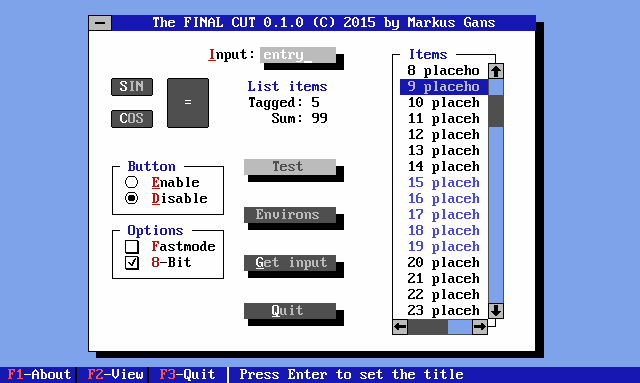 The FINAL CUT 0.1.0 (C) 2015 by Markus Gans
Input: entry_
SIN
COS
=
List items
Tagged: 5
Sum: 99
Button
Enable
Disable
Options
Fastmode
8-Bit
Test
Environs
Get input
Quit
Items
8 placeho
9 placeho
10 placeh
11 placeh
12 placeh
13 placeh
14 placeh
15 placeh
16 placeh
17 placeh
18 placeh
19 placeh
20 placeh
21 placeh
22 placeh
23 placeh
F1-About F2-View F3-Quit Press Enter to set the title